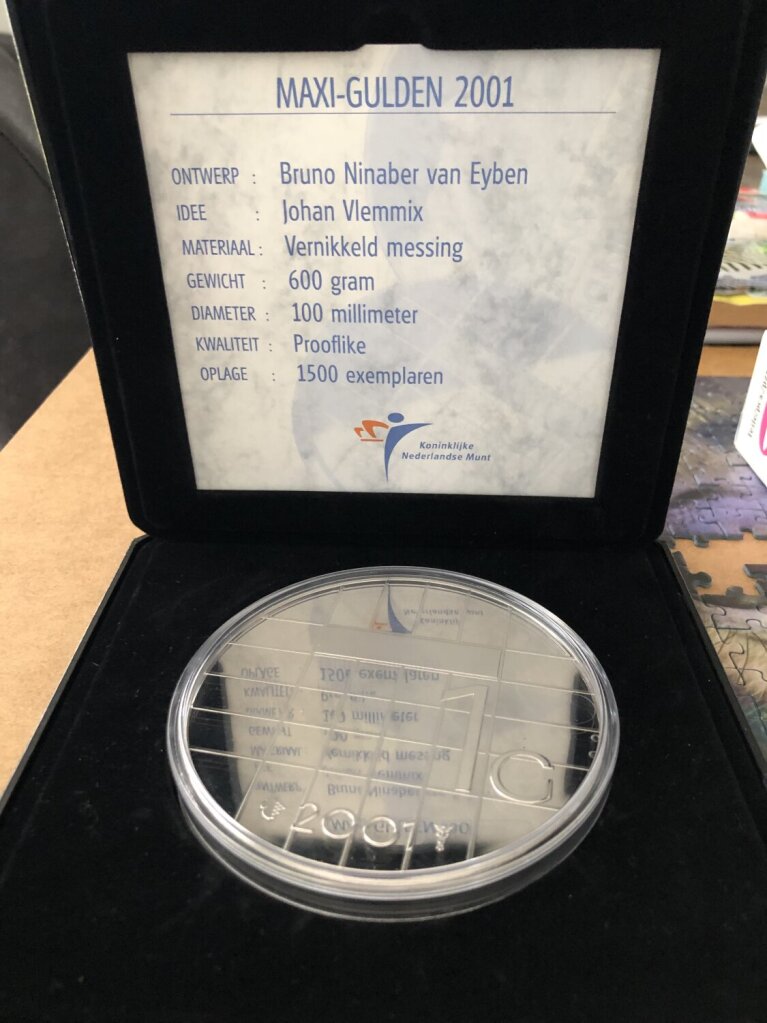 MAXI-GULDEN 2001
ONTWERP : Bruno Ninaber van Eyben
IDEE : Johan Vlemmix
MATERIAAL : Vernikkeld messing
GEWICHT : 600 gram
DIAMETER : 100 millimeter
KWALITEIT : Prooflike
OPLAGE : 1500 exemplaren
Koninklijke
Nederlandse Munt
1G
2001